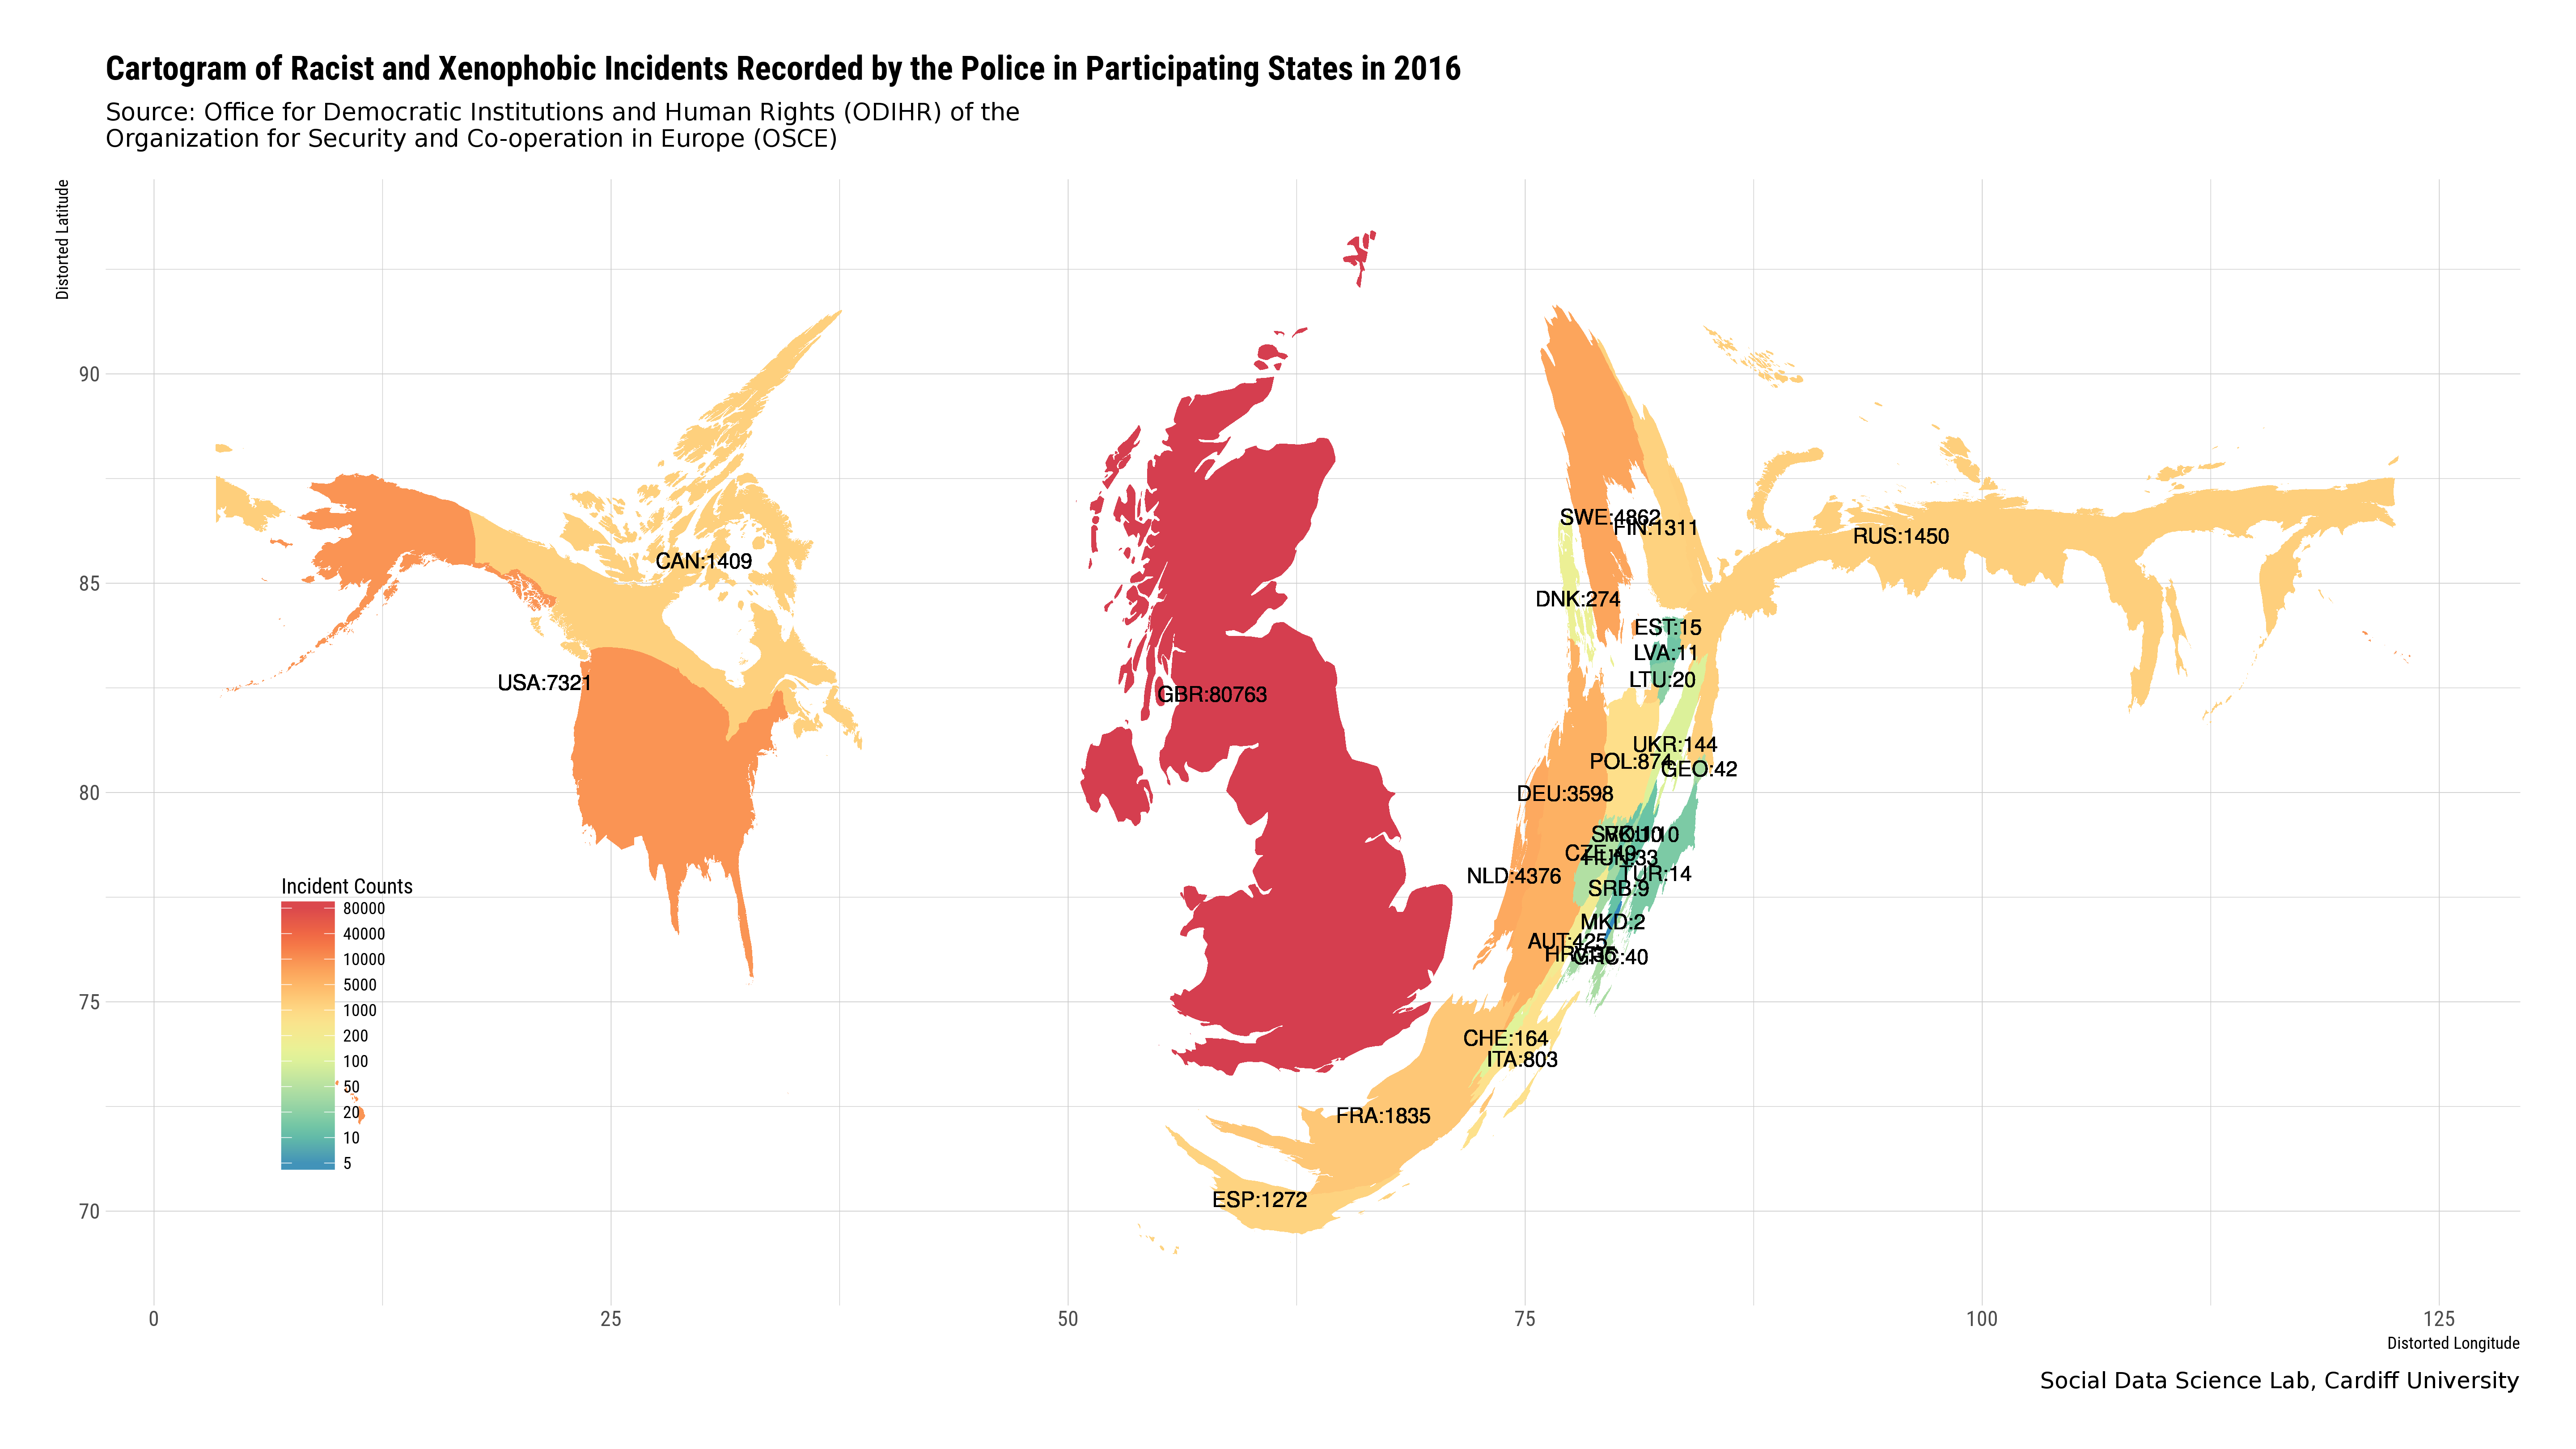 Cartogram of Racist and Xenophobic Incidents Recorded by the Police in Participating States in 2016
Source: Office for Democratic Institutions and Human Rights (ODIHR) of the
Organization for Security and Co-operation in Europe (OSCE)
Distorted Latitude
90
85
80
75
70
SWE:4862
FIN:1311
RUS:1450
CAN:1409
DNK:274
EST:15
LVA:11
LTU:20
USA:7321
GBR:80763
UKR:144
POL:874
GEO:42
DEU:3598
CZE:49
HUN:33
NLD:4376
TUR:14
SRB:9
MKD:2
AUT:425
GRC:40
CHE:164
ITA:803
FRA:1835
ESP:1272
Incident Counts
80000
40000
10000
5000
1000
200
100
50
20
10
5
0
25
50
75
100
125
Distorted Longitude
Social Data Science Lab, Cardiff University